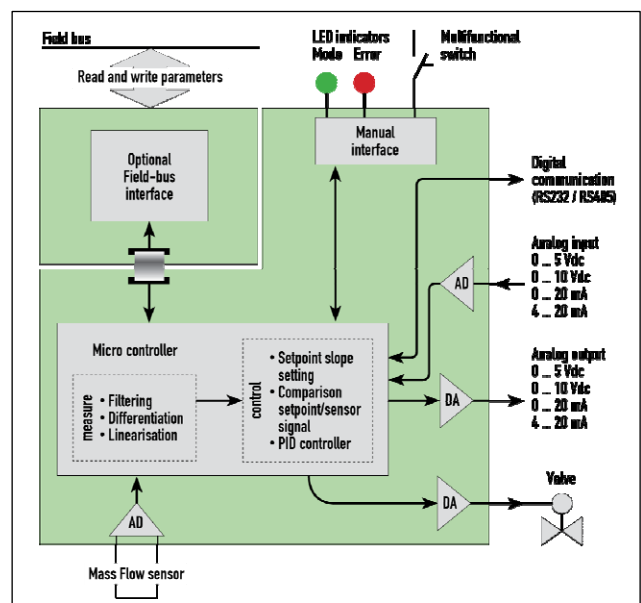 Field bus
Read and write parameters
LED indicators
Mode Error
Multifunctional
switch
Optional
Field-bus
interface
Manual
interface
Digital
communication
(RS232 / RS485)
Analog input
0 ... 5 Vdc
0 ... 10 Vdc
0 ... 20 mA
4 ... 20 mA
AD
Micro controller
measure
• Filtering
• Differentiation
• Linearisation
control
• Setpoint slope
setting
• Comparison
setpoint/sensor
signal
• PID controller
DA
Analog output
0 ... 5 Vdc
0 ... 10 Vdc
0 ... 20 mA
4 ... 20 mA
DA
Valve
AD
Mass Flow sensor